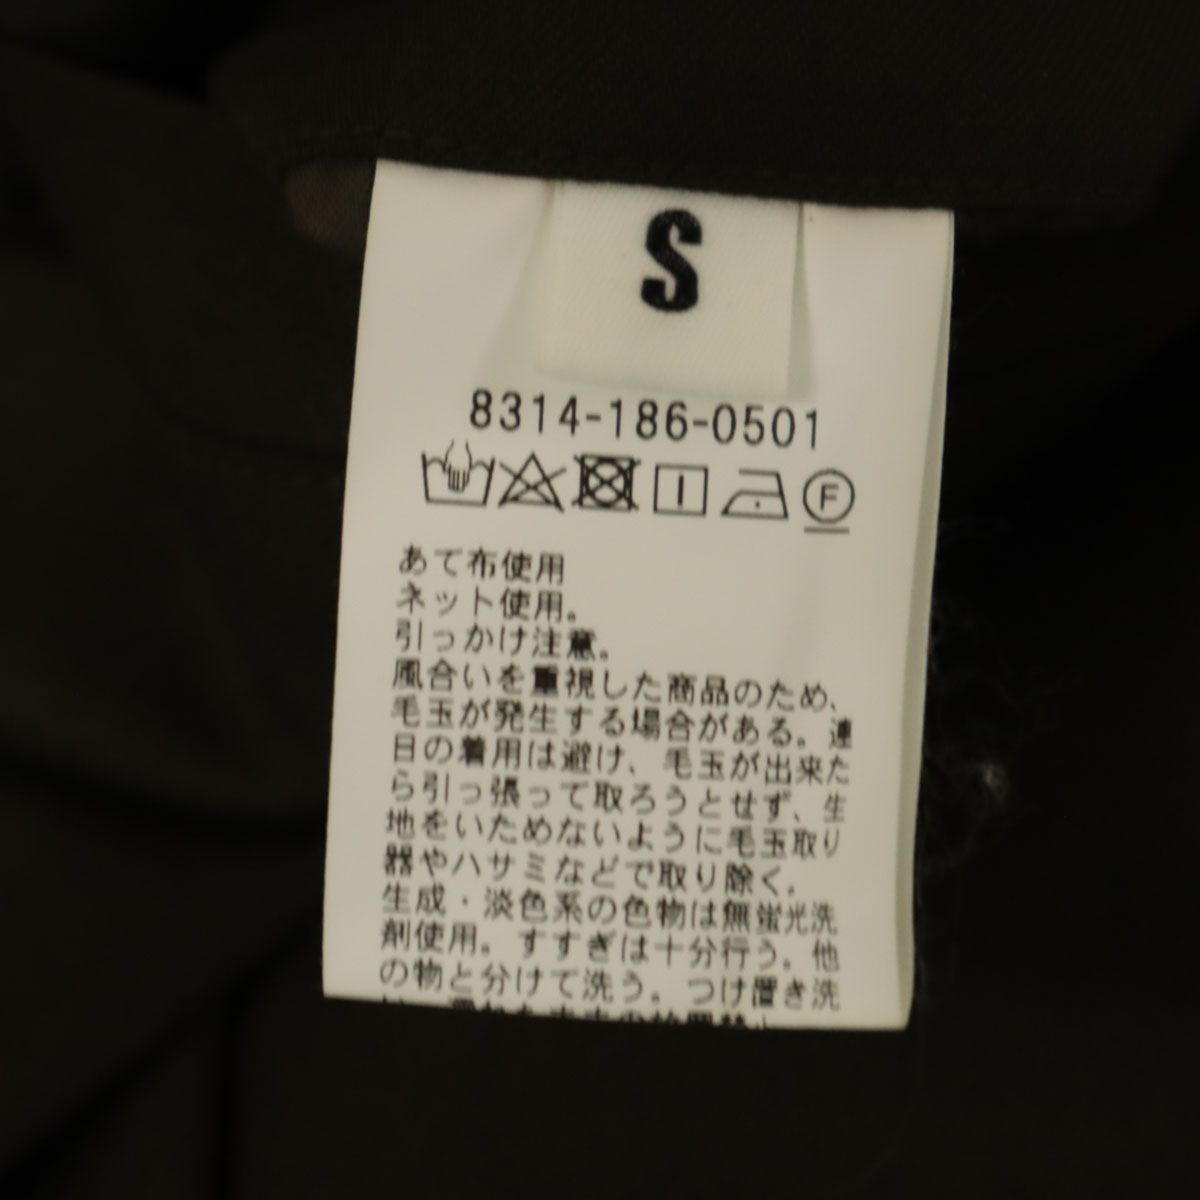 S
8314-186-0501
F
あて布使用
ネット使用。
引っかけ注意。
風合いを重視した商品のため、
毛玉が発生する場合がある。連
日の着用は避け、毛玉が出来た
ら引っ張って取ろうとせず、生
地をいためないように毛玉取り
器やハサミなどで取り除く。
生成・淡色系の色物は無蛍光洗
剤使用。すすぎは十分行う。他
の物と分けて洗う。つけ置き洗